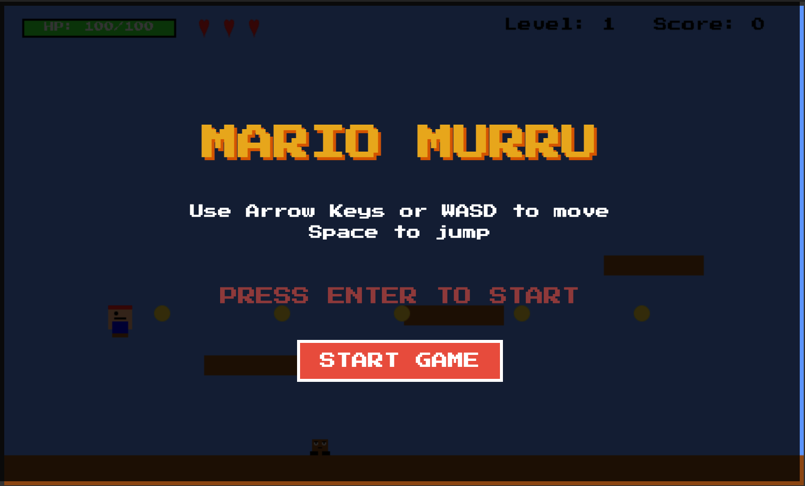 HP: 100/100
Level: 1 Score: 0
MARIO MURRU
Use Arrow Keys or WASD to move
Space to jump
PRESS ENTER TO START
START GAME